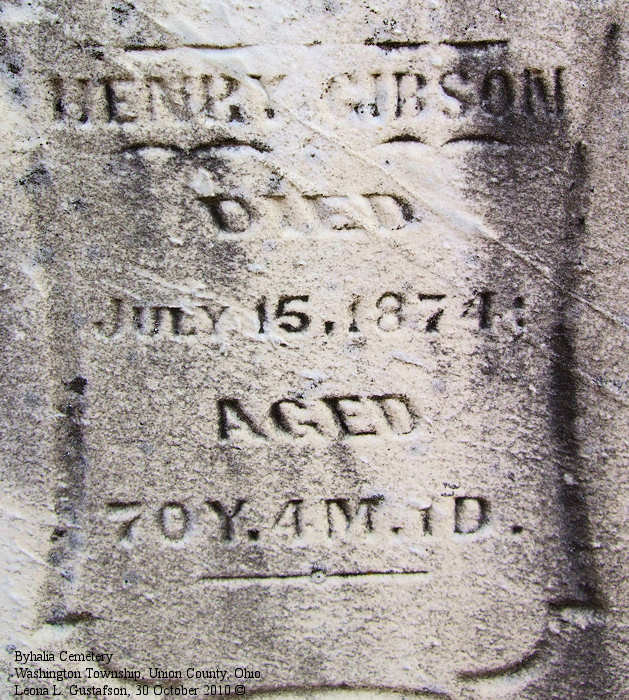 HENRY GIBSON
DIED
JULY 15, 1874:
AGED
70Y. 4M. 1D.
Byhalia Cemetery
Washington Township, Union County, Ohio
Leona L. Gustafson, 30 October 2010 ©